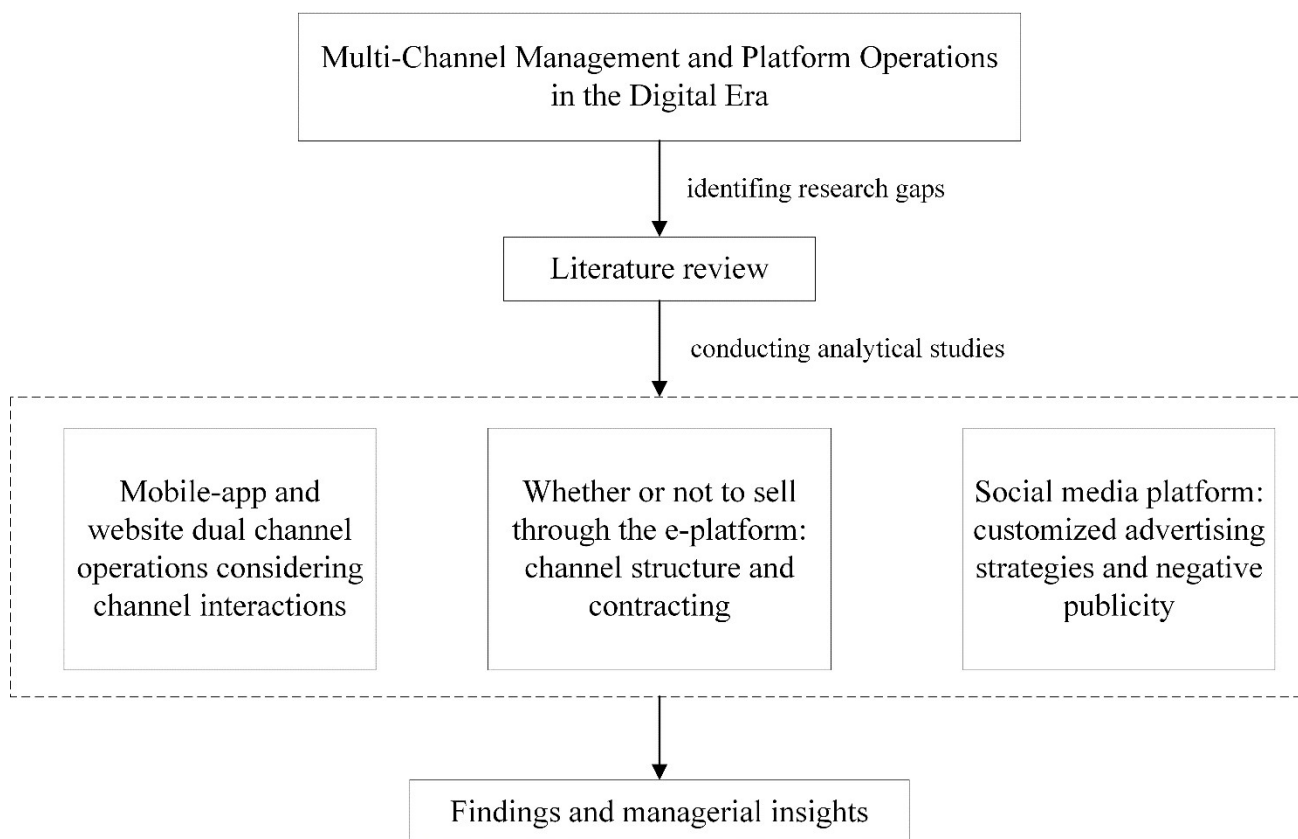 Multi-Channel Management and Platform Operations
in the Digital Era
identifing research gaps
Literature review
conducting analytical studies
Mobile-app and
website dual channel
operations considering
channel interactions
Whether or not to sell
through the e-platform:
channel structure and
contracting
Social media platform:
customized advertising
strategies and negative
publicity
Findings and managerial insights